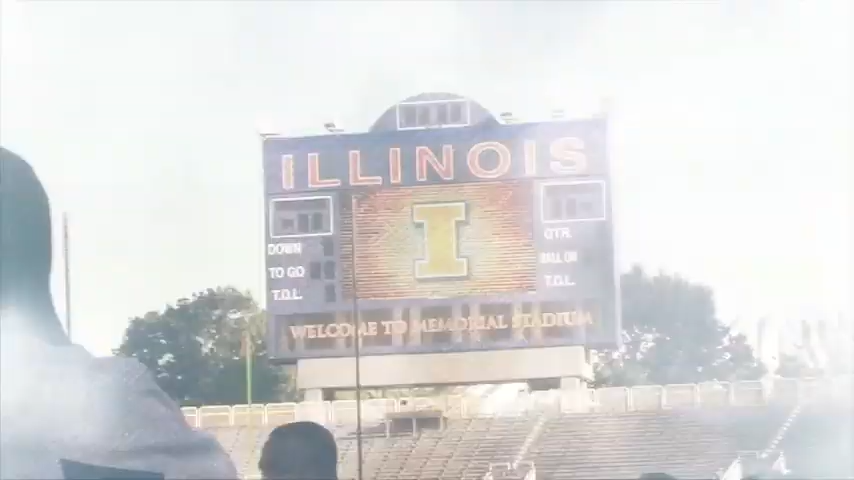 ILLINOIS
I
DOWN
QTR.
TO GO
BALL ON
T.O.L.
T.O.L.
WELCOME TO MEMORIAL STADIUM